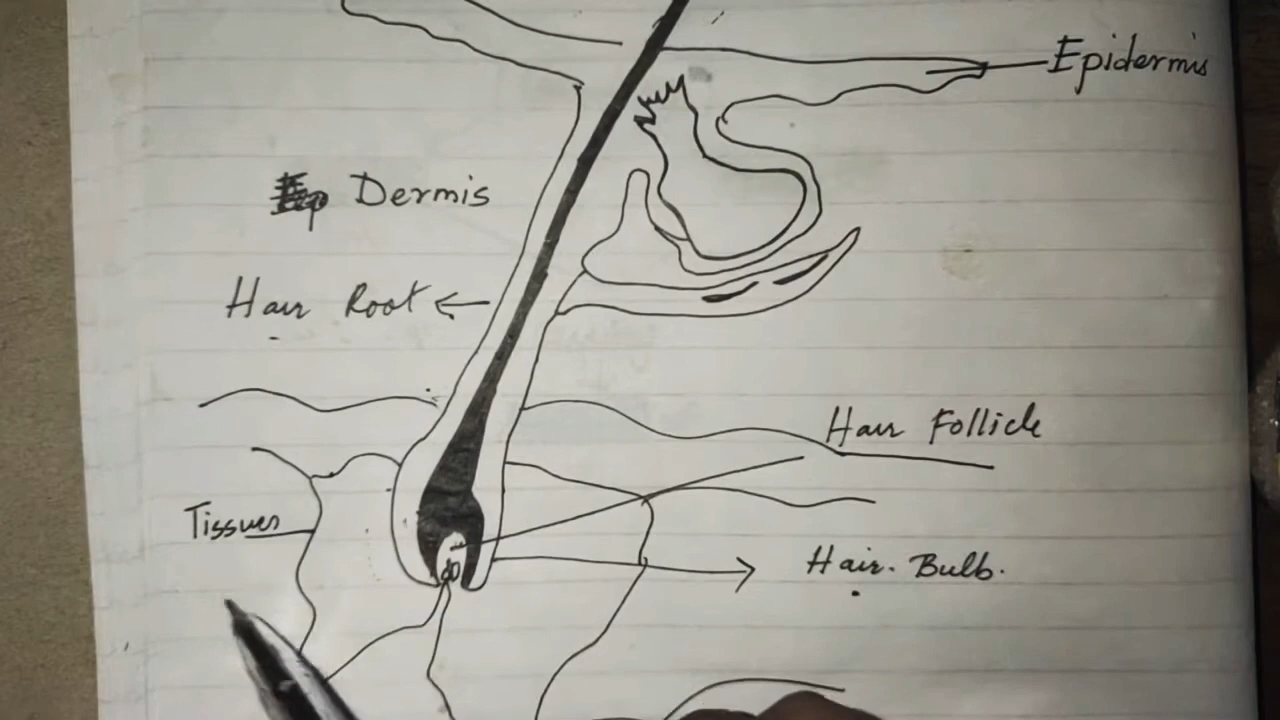 Epidermis
Dermis
Hair Root
Hair Follicle
Tissues
Hair. Bulb.